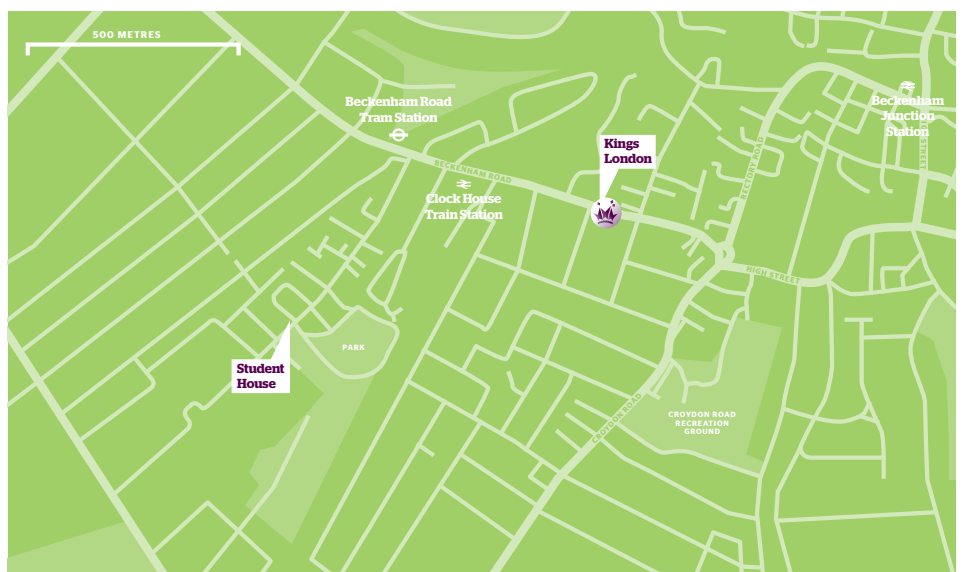 500 METRES
Beckenham Road
Tram Station
Kings
London
Beckenham
Junction
Station
BECKENHAM ROAD
Clock House
Train Station
RECTORY ROAD
STREET
HIGH STREET
PARK
Student
House
CROYDON ROAD
CROYDON ROAD
RECREATION
GROUND